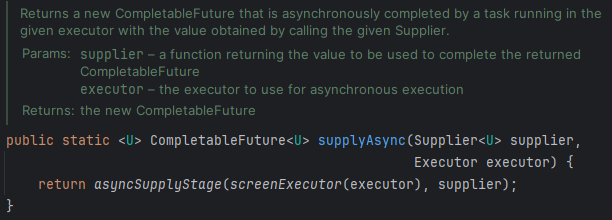 Returns a new CompletableFuture that is asynchronously completed by a task running in the
given executor with the value obtained by calling the given Supplier.
Params: supplier – a function returning the value to be used to complete the returned
CompletableFuture
executor – the executor to use for asynchronous execution
Returns: the new CompletableFuture
public static <U> CompletableFuture<U> supplyAsync(Supplier<U> supplier,
Executor executor) {
return asyncSupplyStage(screenExecutor(executor), supplier);
}